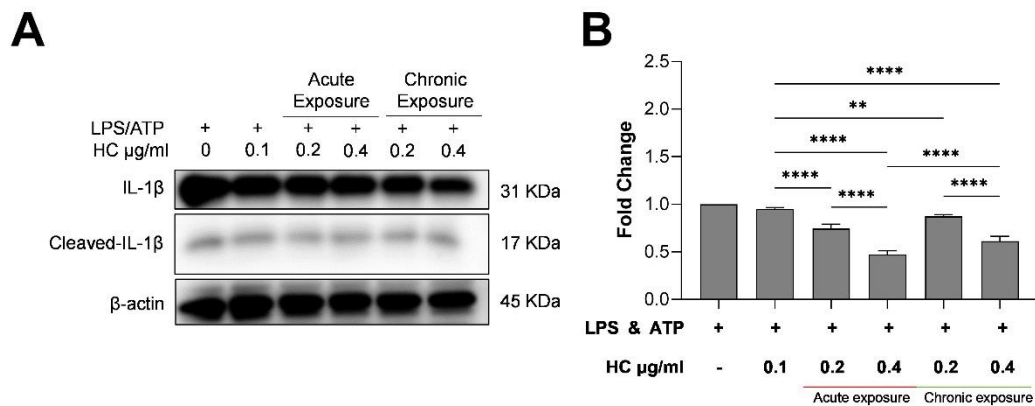 A
Acute Exposure
Chronic Exposure
LPS/ATP + + + + + +
HC µg/ml 0 0.1 0.2 0.4 0.2 0.4
IL-1β 31 KDa
Cleaved-IL-1β 17 KDa
β-actin 45 KDa
B
Fold Change
2.5
2.0
1.5
1.0
0.5
0.0
****
**
**** ****
**** **** ****
LPS & ATP + + + + + +
HC µg/ml - 0.1 0.2 0.4 0.2 0.4
Acute exposure Chronic exposure